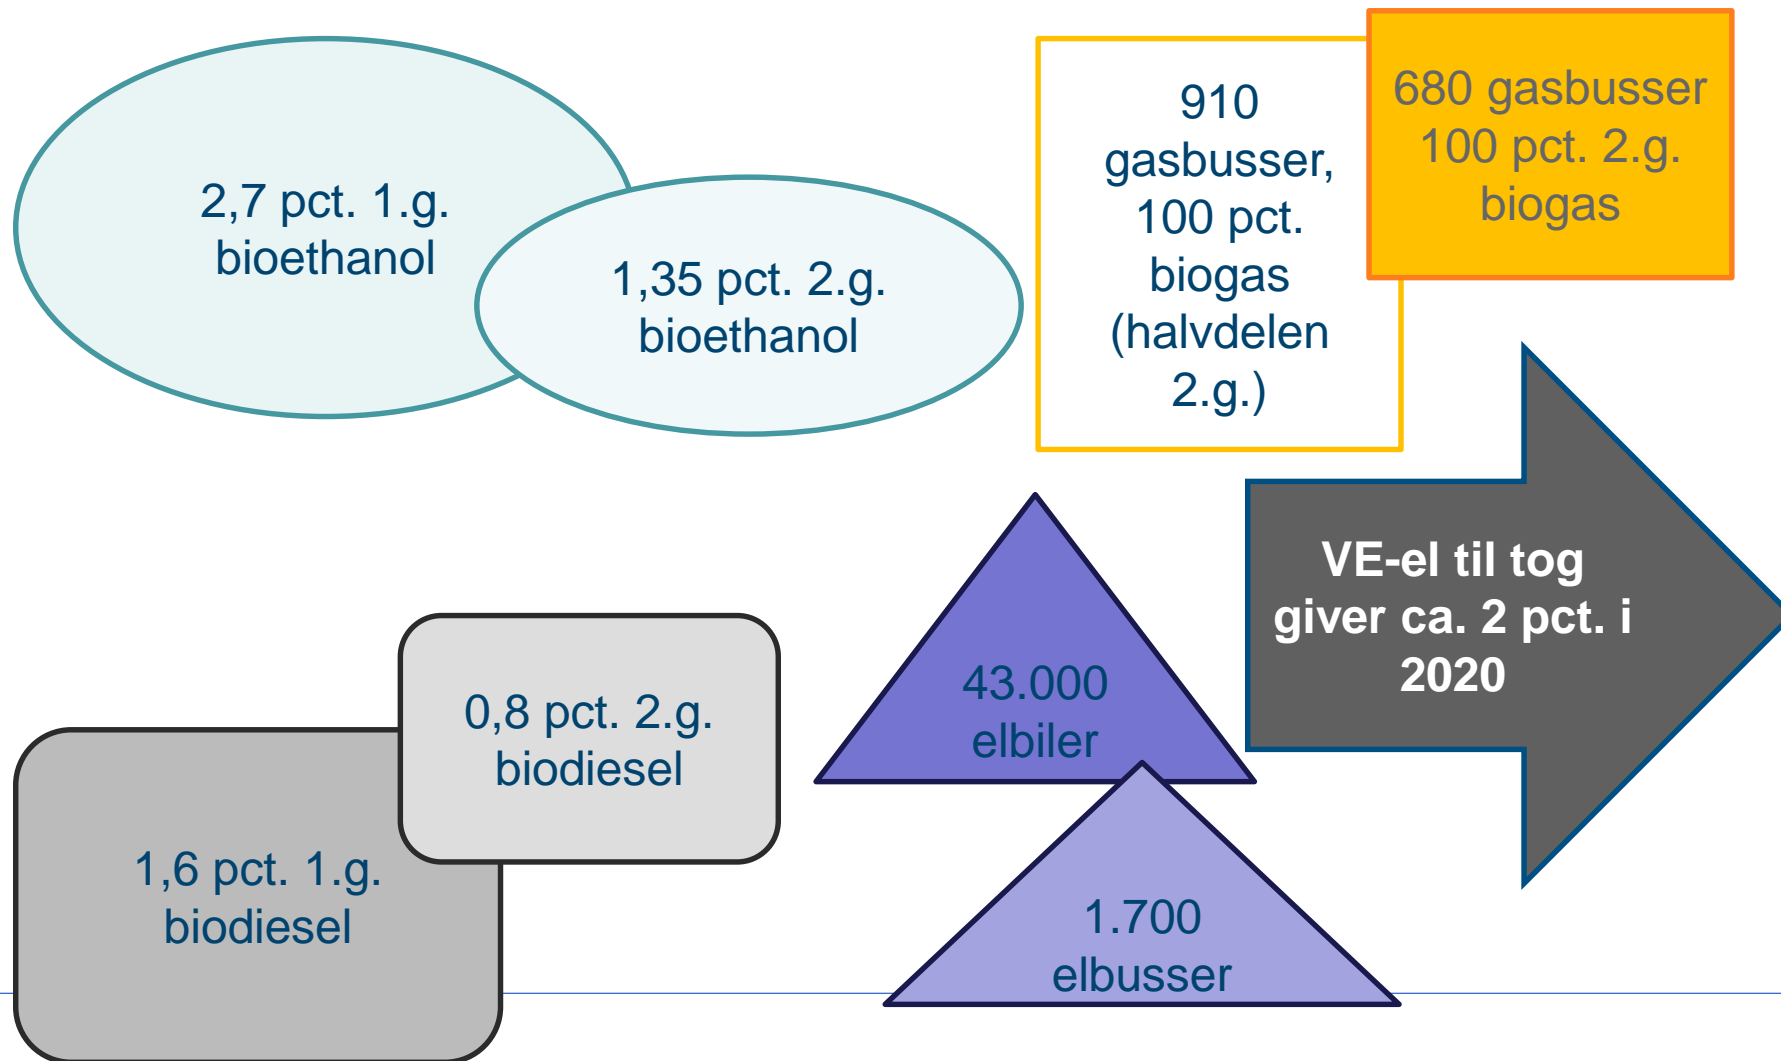 2,7 pct. 1.g.
bioethanol
1,35 pct. 2.g.
bioethanol
910
gasbusser,
100 pct.
biogas
(halvdelen
2.g.)
680 gasbusser
100 pct. 2.g.
biogas
VE-el til tog
giver ca. 2 pct. i
2020
43.000
elbiler
1.700
elbusser
0,8 pct. 2.g.
biodiesel
1,6 pct. 1.g.
biodiesel